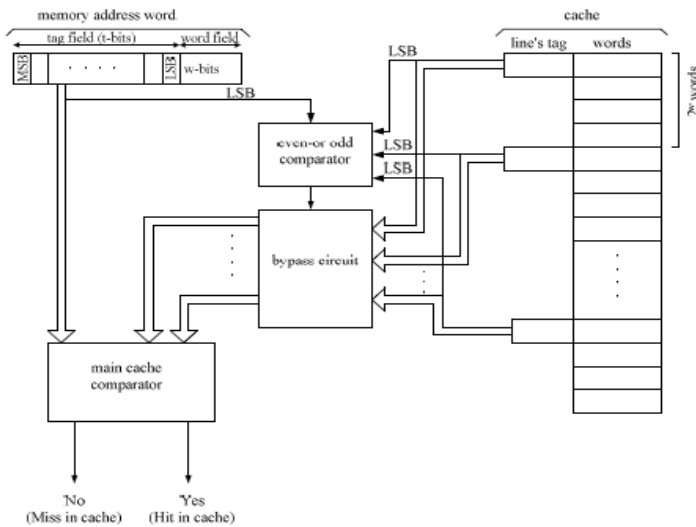 memory address word.
cache
tag field (t-bits) word field
line's tag words
MSB
. . . .
LSB
w-bits
LSB
LSB
2ʷ words
even-or odd
comparator
LSB
LSB
bypass circuit
main cache
comparator
No
(Miss in cache)
Yes
(Hit in cache)